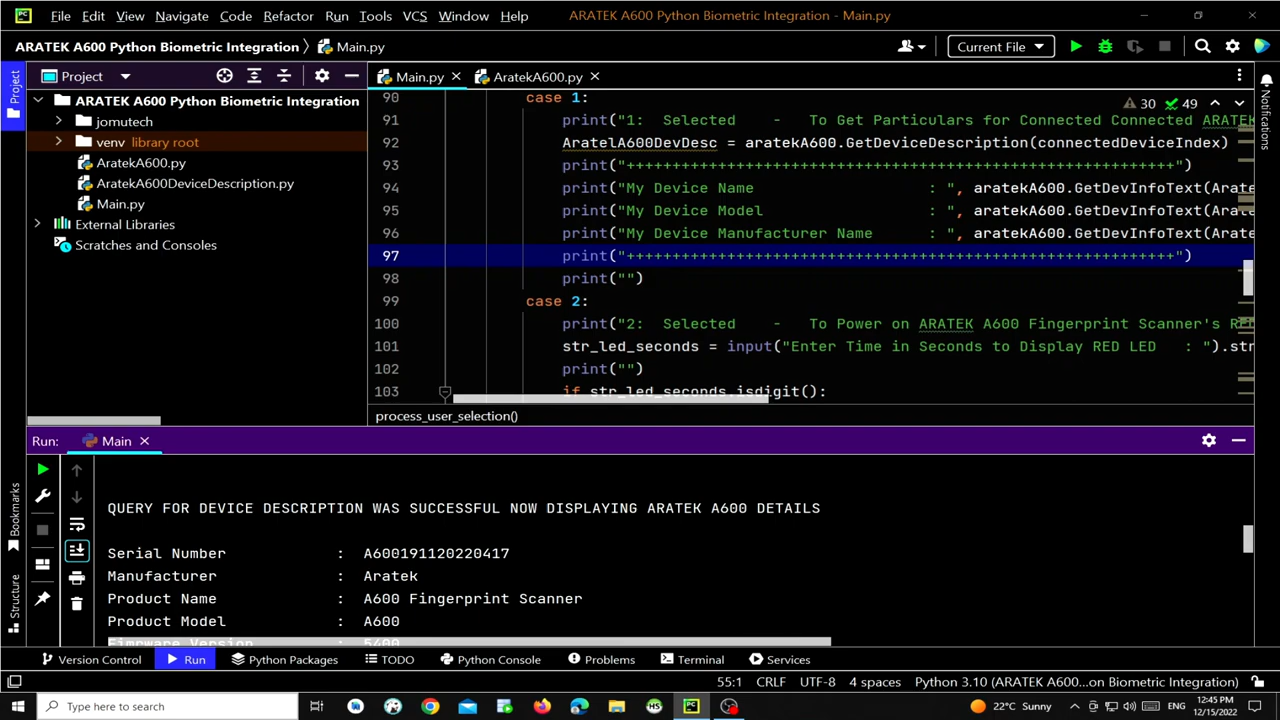 File Edit View Navigate Code Refactor Run Tools VCS Window Help ARATEK A600 Python Biometric Integration - Main.py
ARATEK A600 Python Biometric Integration Main.py Current File
Project
Main.py AratekA600.py
ARATEK A600 Python Biometric Integration
jomutech
venv library root
AratekA600.py
AratekA600DeviceDescription.py
Main.py
External Libraries
Scratches and Consoles
Project
Notifications
30 49
90 case 1:
91 print("1: Selected - To Get Particulars for Connected Connected ARATEK
92 AratelA600DevDesc = aratekA600.GetDeviceDescription(connectedDeviceIndex)
93 print("++++++++++++++++++++++++++++++++++++++++++++++++++++++++++++")
94 print("My Device Name : ", aratekA600.GetDevInfoText(Arate
95 print("My Device Model : ", aratekA600.GetDevInfoText(Arate
96 print("My Device Manufacturer Name : ", aratekA600.GetDevInfoText(Arate
97 print("++++++++++++++++++++++++++++++++++++++++++++++++++++++++++++")
98 print("")
99 case 2:
100 print("2: Selected - To Power on ARATEK A600 Fingerprint Scanner's RED
101 str_led_seconds = input("Enter Time in Seconds to Display RED LED : ").str
102 print("")
103 if str_led_seconds.isdigit():
process_user_selection()
Run: Main
QUERY FOR DEVICE DESCRIPTION WAS SUCCESSFUL NOW DISPLAYING ARATEK A600 DETAILS
Serial Number : A600191120220417
Manufacturer : Aratek
Product Name : A600 Fingerprint Scanner
Product Model : A600
Fimrware Version : 5400
Bookmarks
Structure
Version Control Run Python Packages TODO Python Console Problems Terminal Services
55:1 CRLF UTF-8 4 spaces Python 3.10 (ARATEK A600 ...on Biometric Integration)
Type here to search
22°C Sunny
12:45 PM
12/15/2022